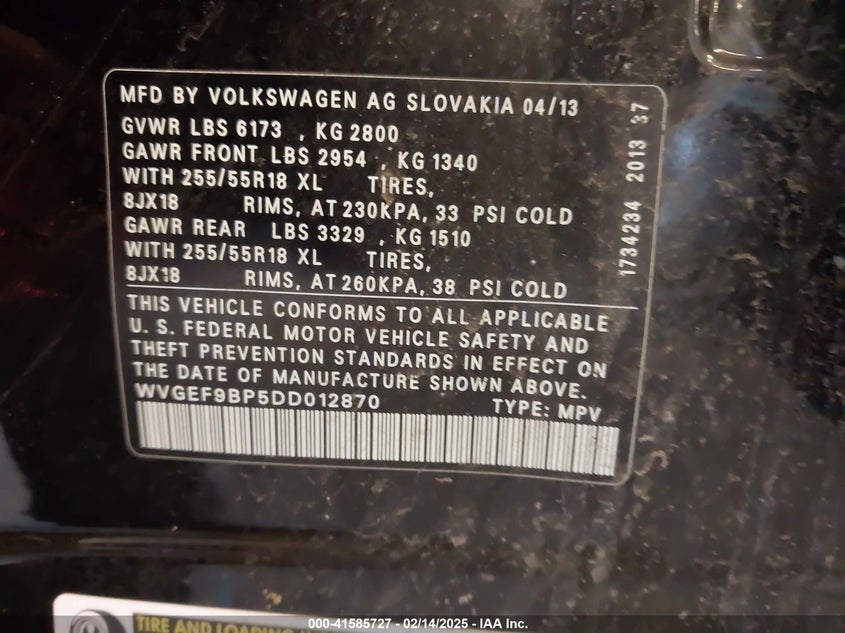 MFD BY VOLKSWAGEN AG SLOVAKIA 04/13
GVWR LBS 6173 , KG 2800
GAWR FRONT LBS 2954 , KG 1340
WITH 255/55R18 XL TIRES,
8JX18 RIMS, AT 230KPA, 33 PSI COLD
GAWR REAR LBS 3329 , KG 1510
WITH 255/55R18 XL TIRES,
8JX18 RIMS, AT 260KPA, 38 PSI COLD
THIS VEHICLE CONFORMS TO ALL APPLICABLE
U. S. FEDERAL MOTOR VEHICLE SAFETY AND
THEFT PREVENTION STANDARDS IN EFFECT ON
THE DATE OF MANUFACTURE SHOWN ABOVE.
WVGEF9BP5DD012870 TYPE: MPV
1734234 2013 37
TIRE AND LOADING
000-41585727 - 02/14/2025 - IAA Inc.